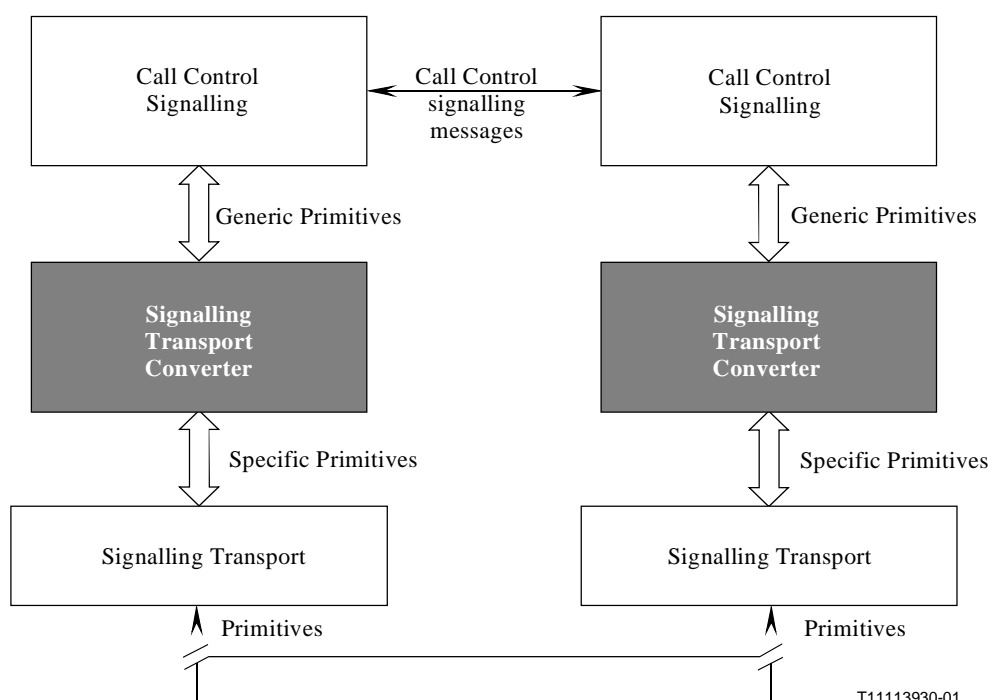 Call Control
Signalling
Call Control
signalling
messages
Call Control
Signalling
Generic Primitives
Generic Primitives
Signalling
Transport
Converter
Signalling
Transport
Converter
Specific Primitives
Specific Primitives
Signalling Transport
Signalling Transport
Primitives
Primitives
T11113930-01